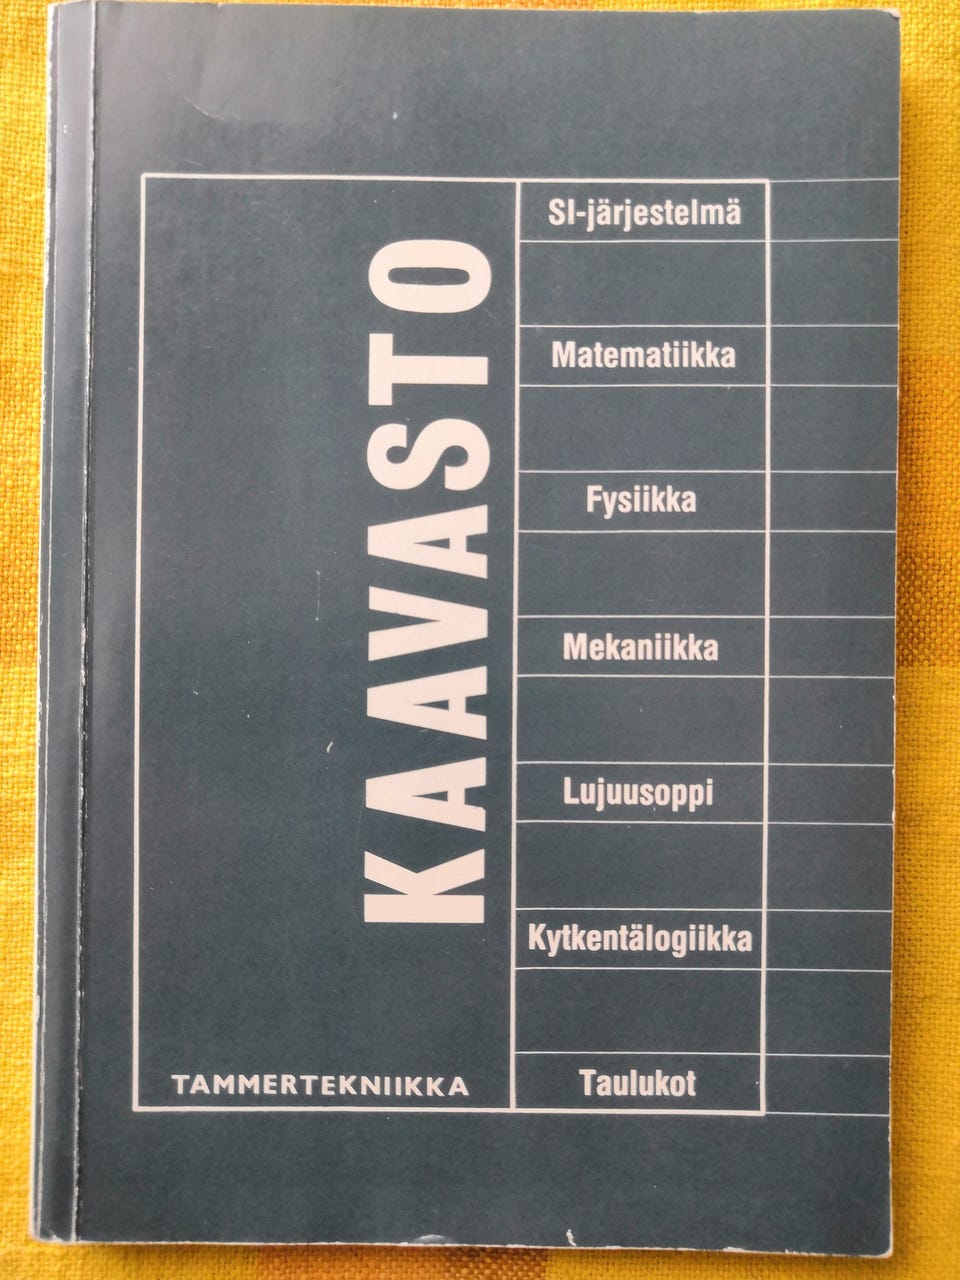 KAAVASTO
SI-järjestelmä
Matematiikka
Fysiikka
Mekaniikka
Lujuusoppi
Kytkentälogiikka
Taulukot
TAMMERTEKNIIKKA